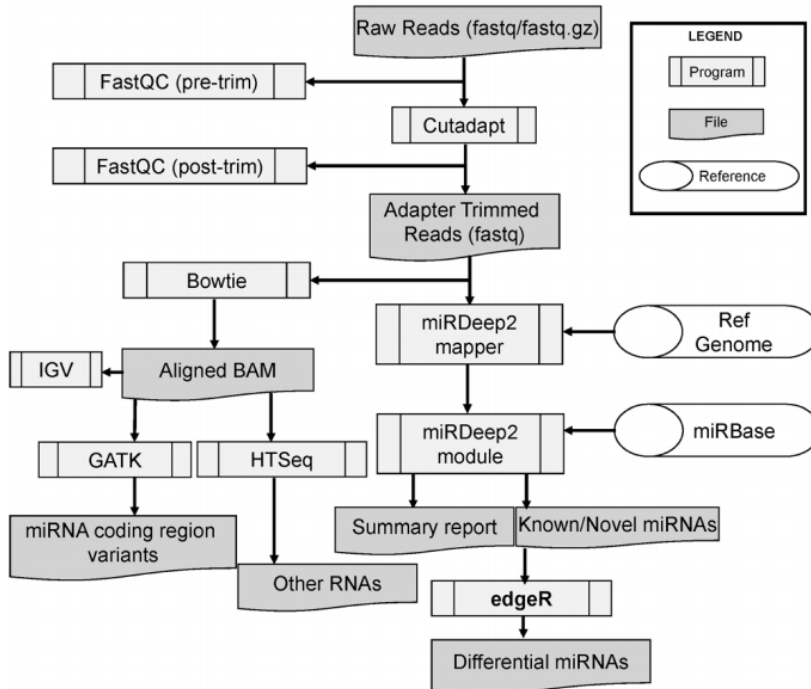 Raw Reads (fastq/fastq.gz)
LEGEND
Program
File
Reference
FastQC (pre-trim)
Cutadapt
FastQC (post-trim)
Adapter Trimmed
Reads (fastq)
Bowtie
miRDeep2
mapper
Ref
Genome
IGV
Aligned BAM
miRDeep2
module
miRBase
GATK
HTSeq
miRNA coding region
variants
Summary report
Known/Novel miRNAs
Other RNAs
edgeR
Differential miRNAs